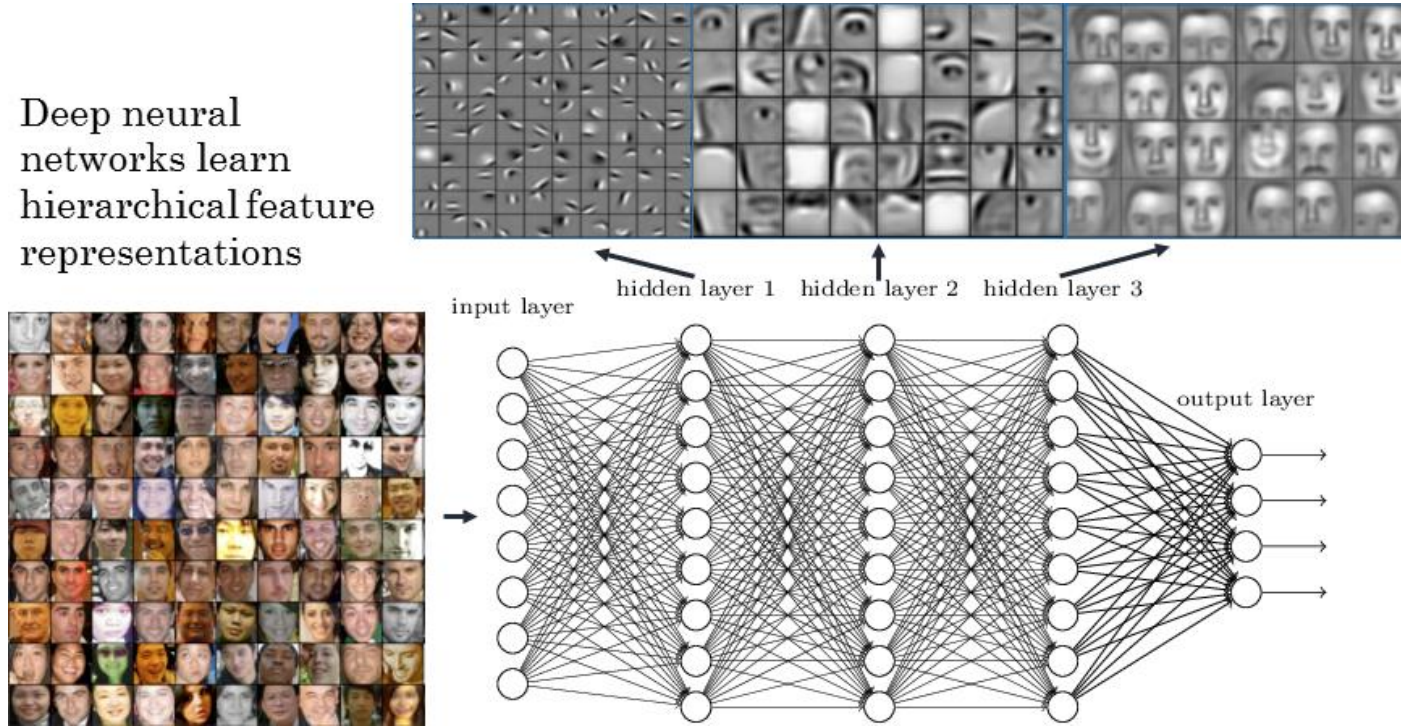 Deep neural
networks learn
hierarchical feature
representations
hidden layer 1
hidden layer 2
hidden layer 3
input layer
output layer